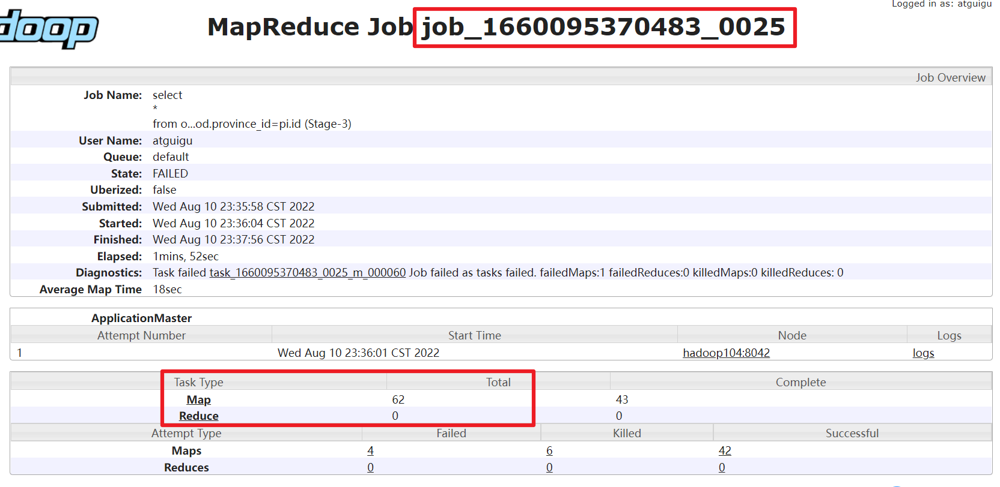 Logged in as: atguigu
doop
MapReduce Job job_1660095370483_0025
Job Overview
Job Name: select
*
from o...od.province_id=pi.id (Stage-3)
User Name: atguigu
Queue: default
State: FAILED
Uberized: false
Submitted: Wed Aug 10 23:35:58 CST 2022
Started: Wed Aug 10 23:36:04 CST 2022
Finished: Wed Aug 10 23:37:56 CST 2022
Elapsed: 1mins, 52sec
Diagnostics: Task failed task_1660095370483_0025_m_000060 Job failed as tasks failed. failedMaps:1 failedReduces:0 killedMaps:0 killedReduces: 0
Average Map Time 18sec
ApplicationMaster
Attempt Number Start Time Node Logs
1 Wed Aug 10 23:36:01 CST 2022 hadoop104:8042 logs
Task Type Total Complete
Map 62 43
Reduce 0 0
Attempt Type Failed Killed Successful
Maps 4 6 42
Reduces 0 0 0